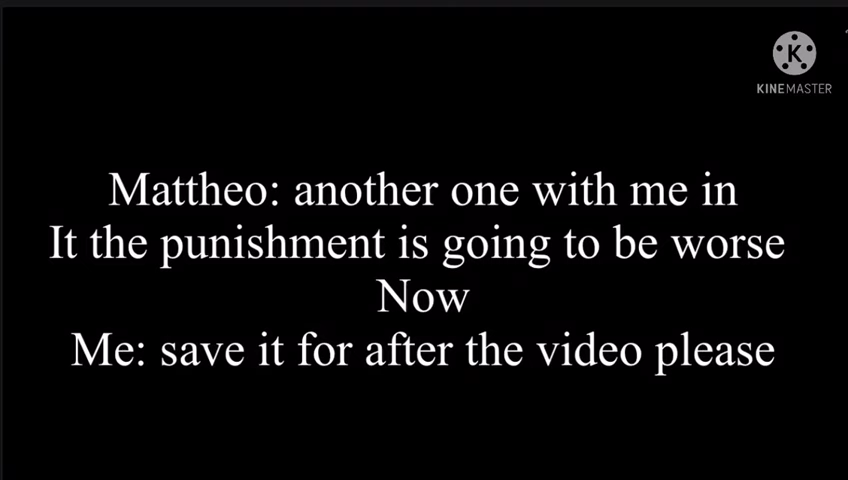 K
KINEMASTER
Mattheo: another one with me in
It the punishment is going to be worse
Now
Me: save it for after the video please